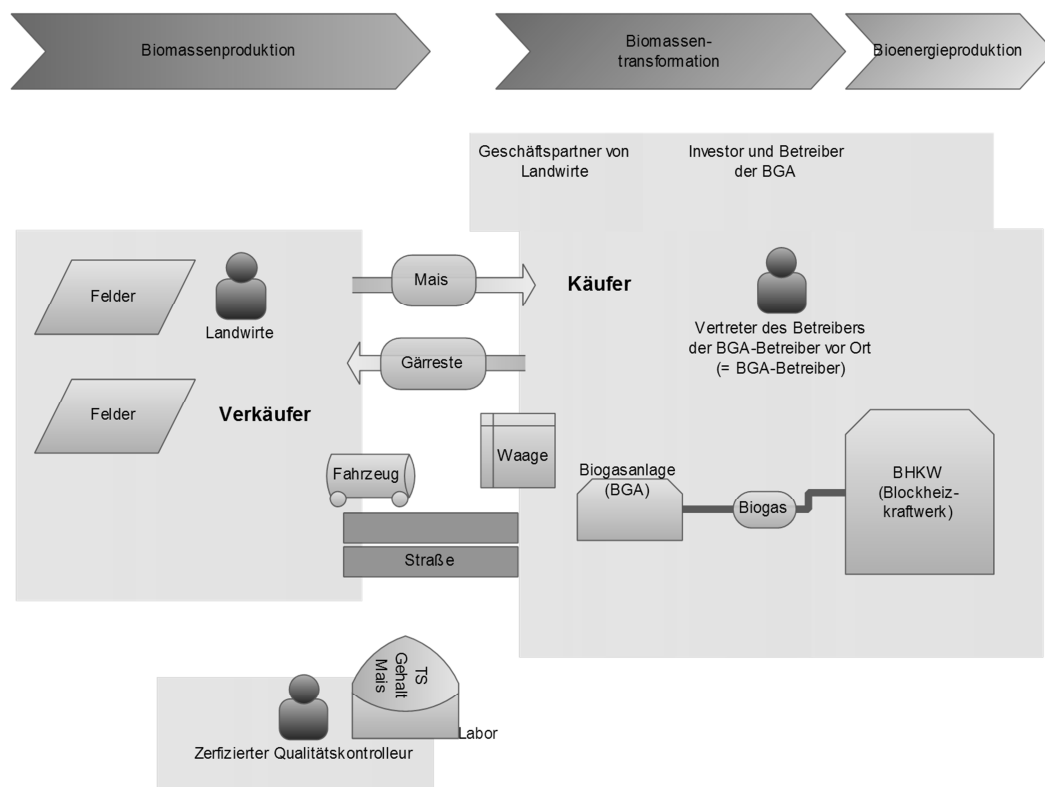 Biomassenproduktion
Biomassen-
transformation
Bioenergieproduktion
Geschäftspartner von
Landwirte
Investor und Betreiber
der BGA
Felder
Landwirte
Mais
Käufer
Vertreter des Betreibers
der BGA-Betreiber vor Ort
(= BGA-Betreiber)
Gärreste
Felder
Verkäufer
Fahrzeug
Waage
Biogasanlage
(BGA)
Biogas
BHKW
(Blockheiz-
kraftwerk)
Straße
TS
Gehalt
Mais
Labor
Zerfizierter Qualitätskontrolleur